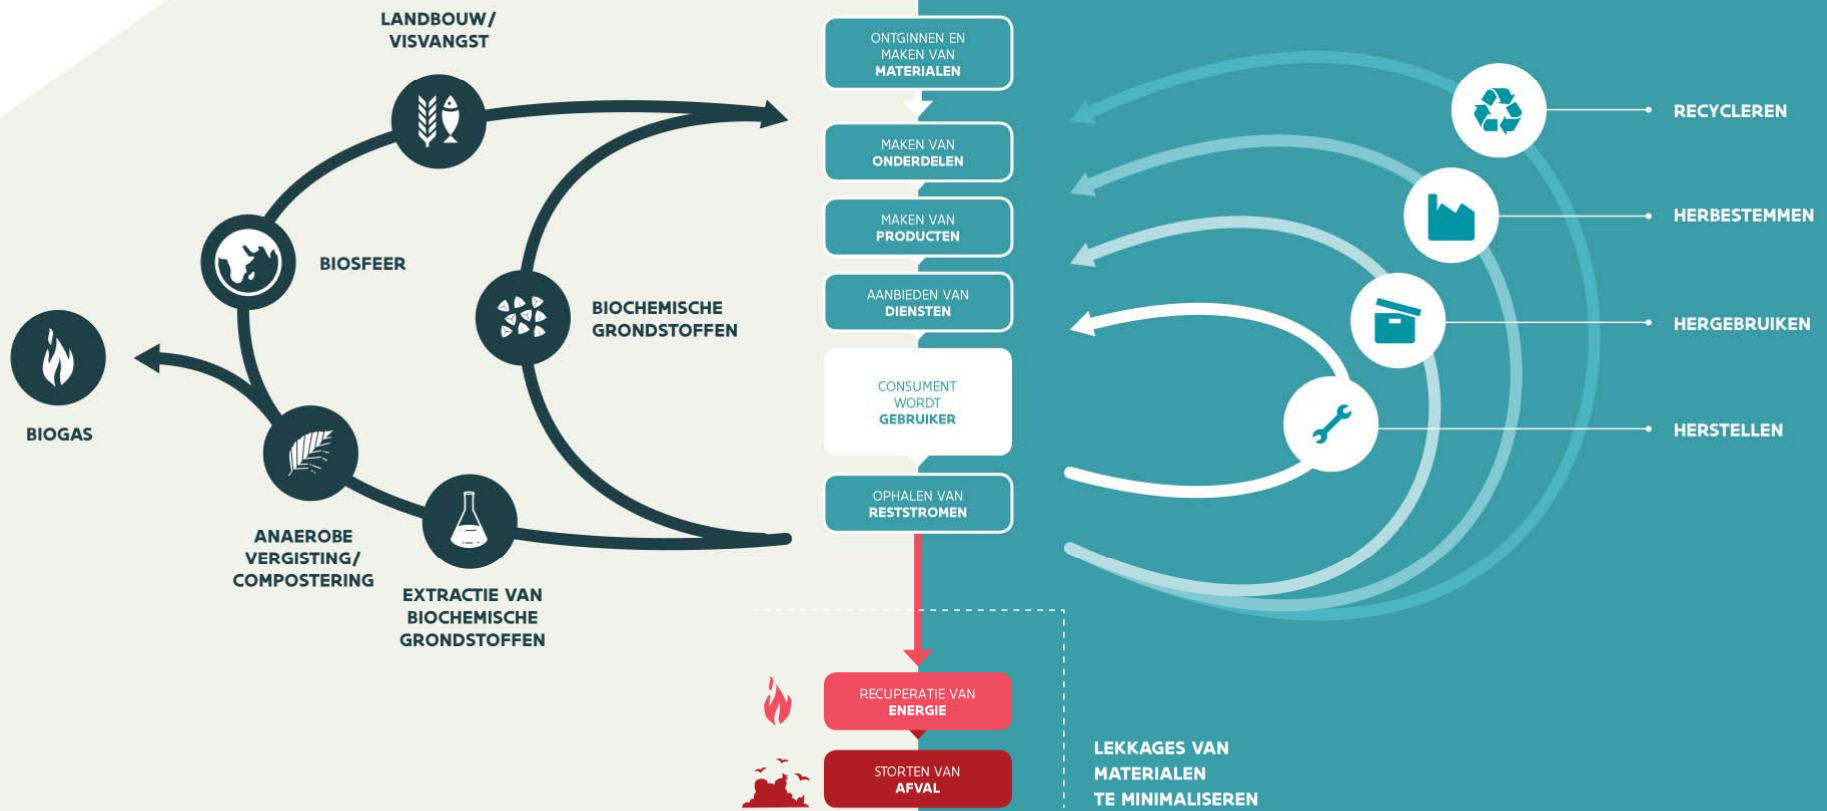 LANDBOUW/
VISVANGST
BIOSFEER
BIOCHEMISCHE
GRONDSTOFFEN
BIOGAS
ANAEROBE
VERGISTING/
COMPOSTERING
EXTRACTIE VAN
BIOCHEMISCHE
GRONDSTOFFEN
ONTGINNEN EN
MAKEN VAN
MATERIALEN
MAKEN VAN
ONDERDELEN
MAKEN VAN
PRODUCTEN
AANBIEDEN VAN
DIENSTEN
CONSUMENT
WORDT
GEBRUIKER
OPHALEN VAN
RESTSTROMEN
RECUPERATIE VAN
ENERGIE
STORTEN VAN
AFVAL
RECYCLEREN
HERBESTEMMEN
HERGEBRUIKEN
HERSTELLEN
LEKKAGES VAN
MATERIALEN
TE MINIMALISEREN